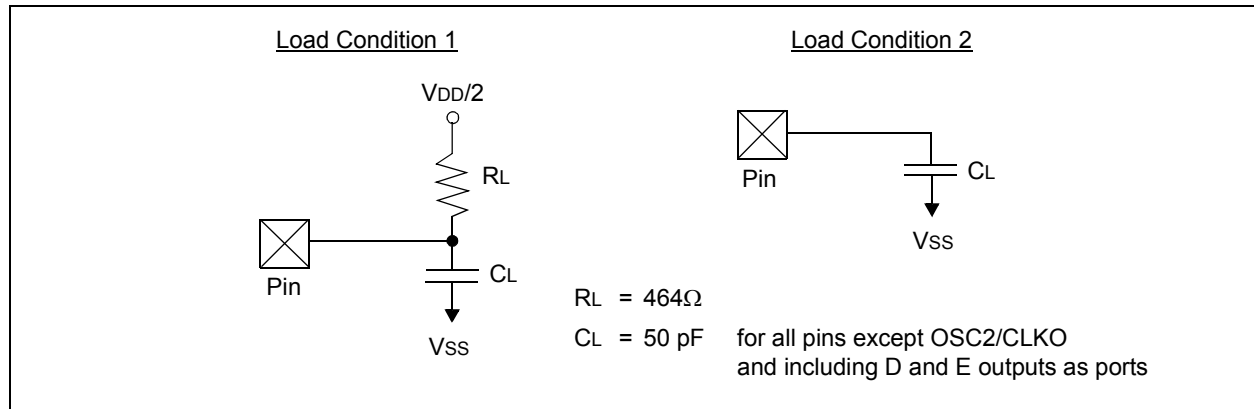 Load Condition 1
VDD/2
RL
Pin
CL
VSS
Load Condition 2
Pin
CL
VSS
RL = 464Ω
CL = 50 pF for all pins except OSC2/CLKO
and including D and E outputs as ports